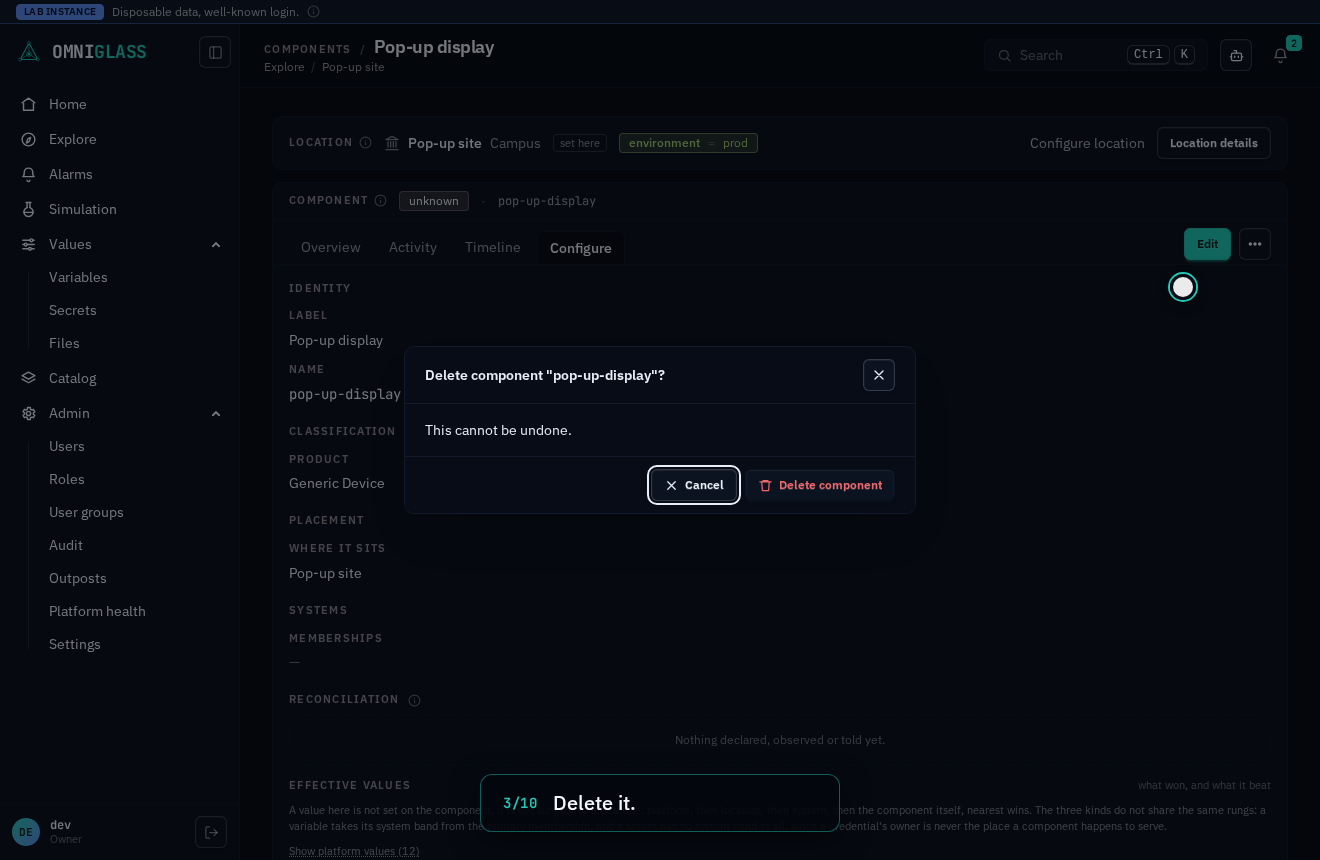 LAB INSTANCE Disposable data, well-known login.
OMNIGLASS
COMPONENTS / Pop-up display
Explore / Pop-up site
Search Ctrl K
2
Home
Explore
Alarms
Simulation
Values
Variables
Secrets
Files
Catalog
Admin
Users
Roles
User groups
Audit
Outposts
Platform health
Settings
DE dev
Owner
LOCATION Pop-up site Campus set here environment = prod Configure location Location details
COMPONENT unknown · pop-up-display
Overview Activity Timeline Configure Edit
IDENTITY
LABEL
Pop-up display
NAME
pop-up-display
CLASSIFICATION
PRODUCT
Generic Device
PLACEMENT
WHERE IT SITS
Pop-up site
SYSTEMS
MEMBERSHIPS
—
RECONCILIATION
Nothing declared, observed or told yet.
EFFECTIVE VALUES what won, and what it beat
A value here is not set on the compone hen the component itself, nearest wins. The three kinds do not share the same rungs: a
variable takes its system band from the edential's owner is never the place a component happens to serve.
Show platform values (12)
Delete component "pop-up-display"?
This cannot be undone.
Cancel Delete component
3/10 Delete it.